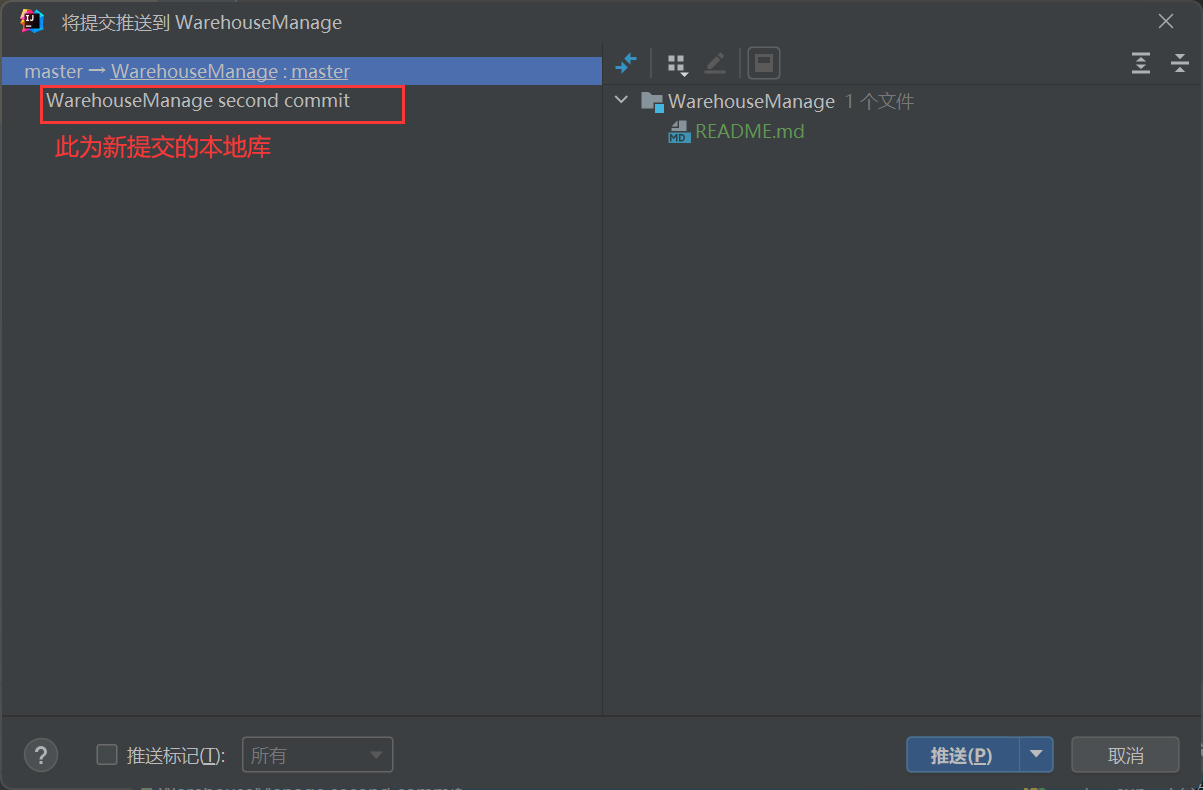 将提交推送到 WarehouseManage
master → WarehouseManage : master
WarehouseManage second commit
此为新提交的本地库
WarehouseManage 1 个文件
MD README.md
? 推送标记(T): 所有
推送(P) 取消